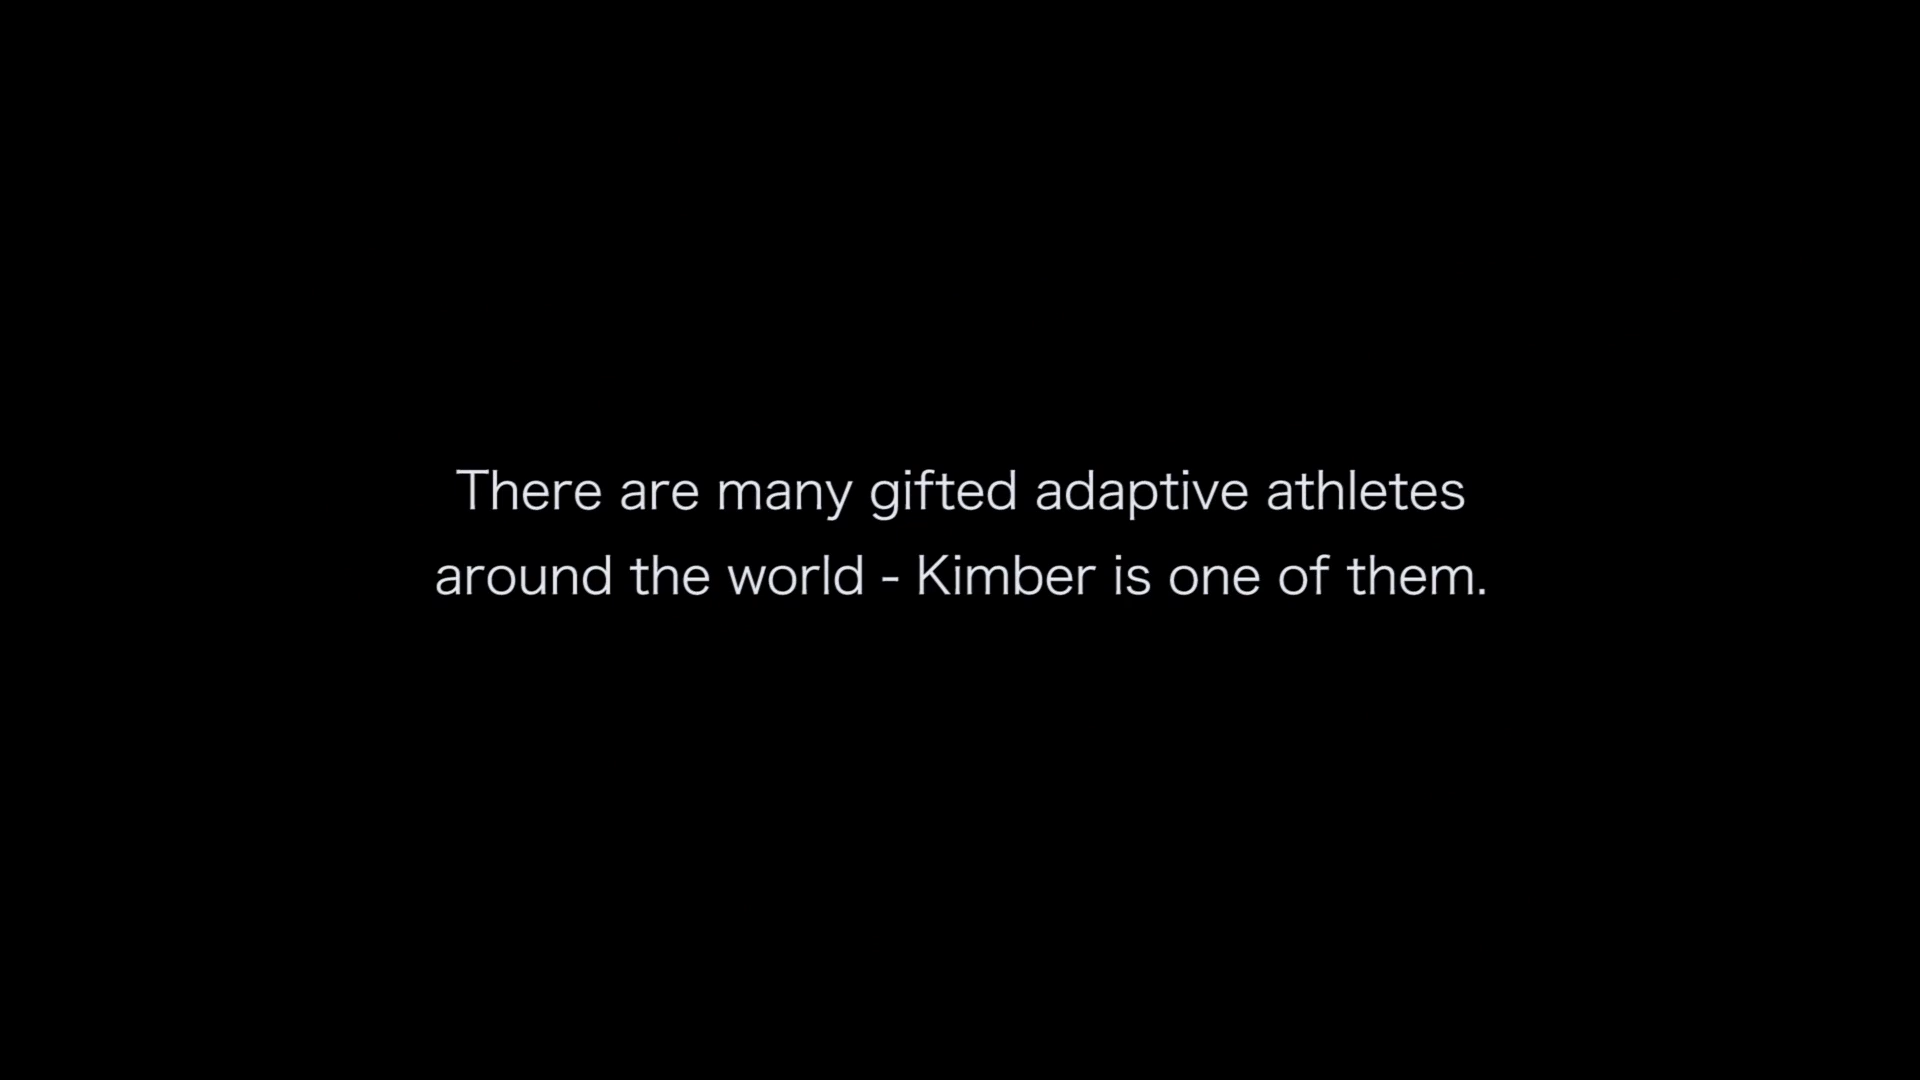 There are many gifted adaptive athletes
around the world - Kimber is one of them.